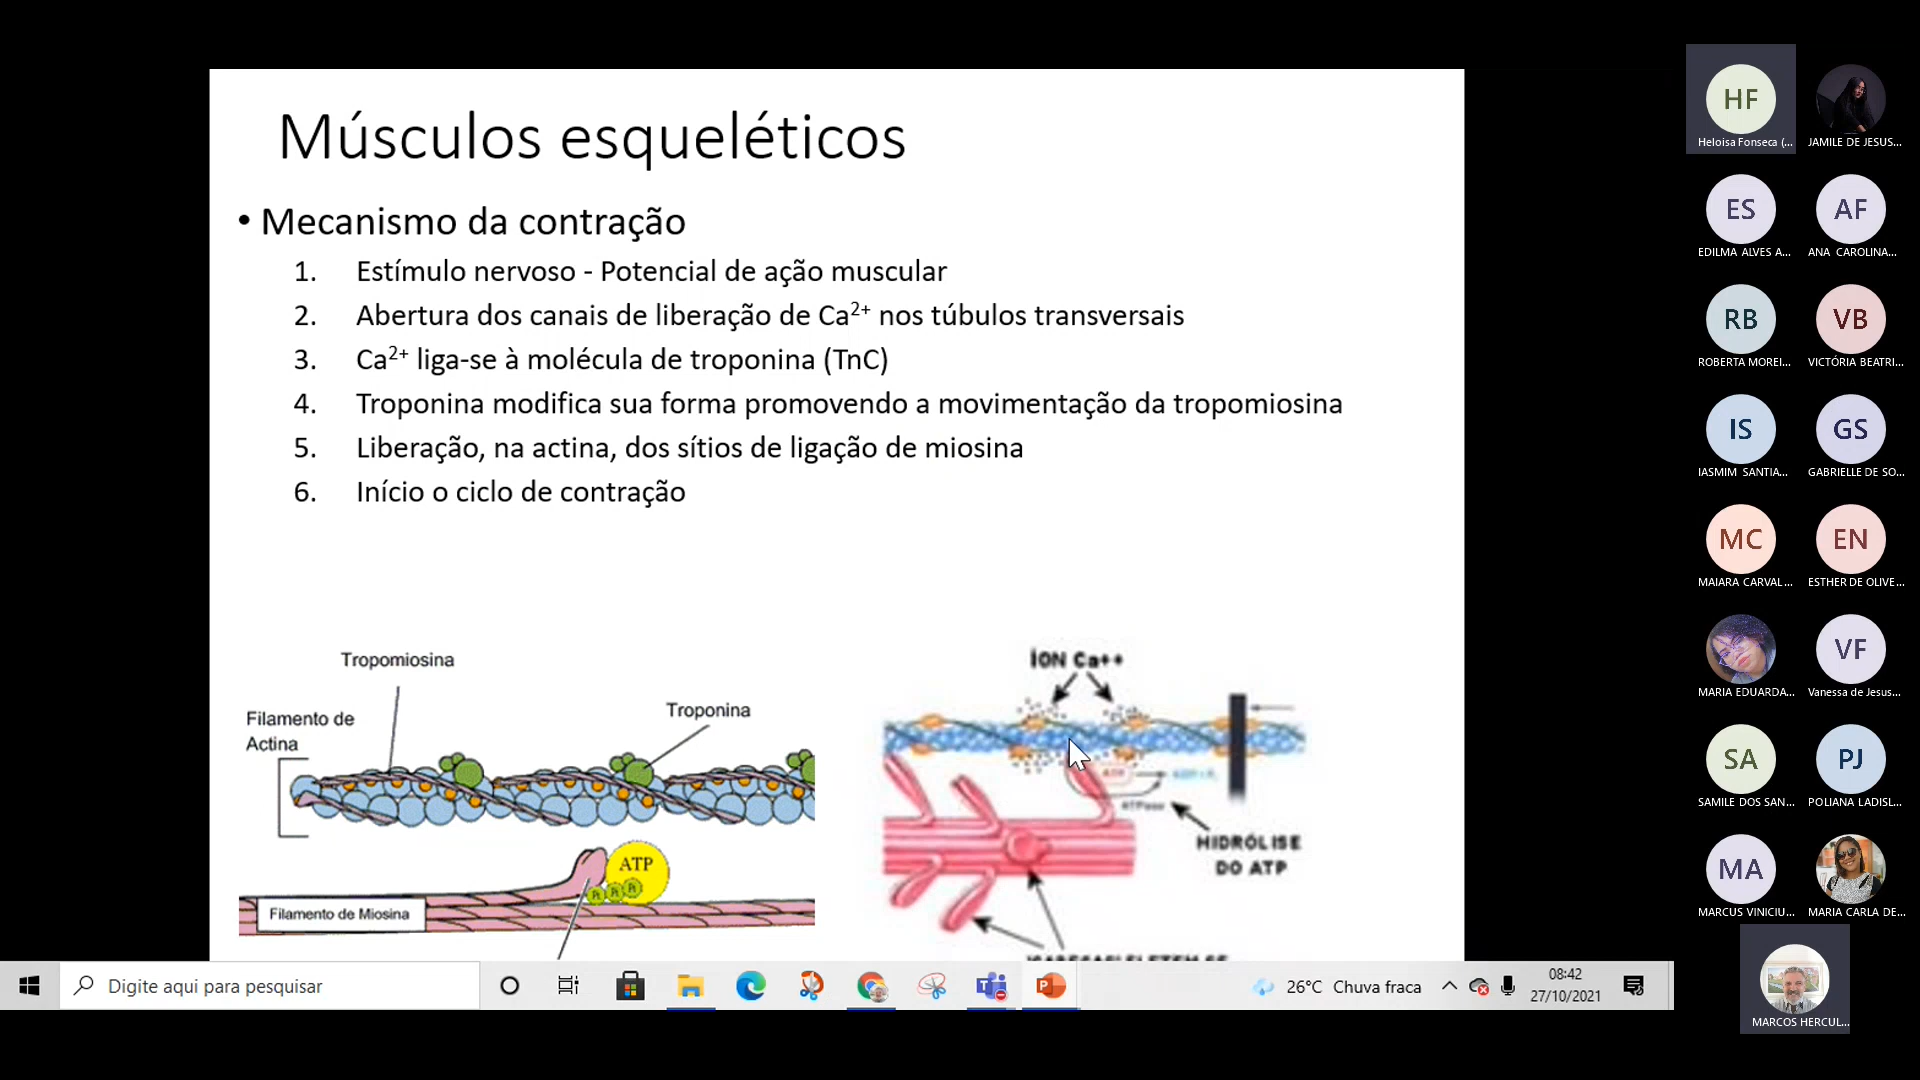 Músculos esqueléticos
• Mecanismo da contração
1. Estímulo nervoso - Potencial de ação muscular
2. Abertura dos canais de liberação de Ca²⁺ nos túbulos transversais
3. Ca²⁺ liga-se à molécula de troponina (TnC)
4. Troponina modifica sua forma promovendo a movimentação da tropomiosina
5. Liberação, na actina, dos sítios de ligação de miosina
6. Início o ciclo de contração
Tropomiosina
Filamento de
Actina
Troponina
ATP
Pi Pi Pi
Filamento de Miosina
ÍON Ca++
ATP
ATPase
HIDRÓLISE
DO ATP
Digite aqui para pesquisar
26°C Chuva fraca
08:42
27/10/2021
HF
Heloisa Fonseca (...
JAMILE DE JESUS...
ES
EDILMA ALVES A...
AF
ANA CAROLINA...
RB
ROBERTA MOREI...
VB
VICTÓRIA BEATRI...
IS
IASMIM SANTIA...
GS
GABRIELLE DE SO...
MC
MAIARA CARVAL...
EN
ESTHER DE OLIVE...
MARIA EDUARDA...
VF
Vanessa de Jesus...
SA
SAMILE DOS SAN...
PJ
POLIANA LADISL...
MA
MARCUS VINICIU...
MARIA CARLA DE...
MARCOS HERCUL...